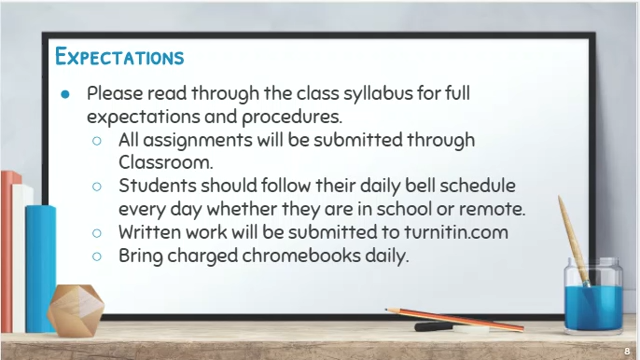 Expectations
● Please read through the class syllabus for full
expectations and procedures.
○ All assignments will be submitted through
Classroom.
○ Students should follow their daily bell schedule
every day whether they are in school or remote.
○ Written work will be submitted to turnitin.com
○ Bring charged chromebooks daily.
8